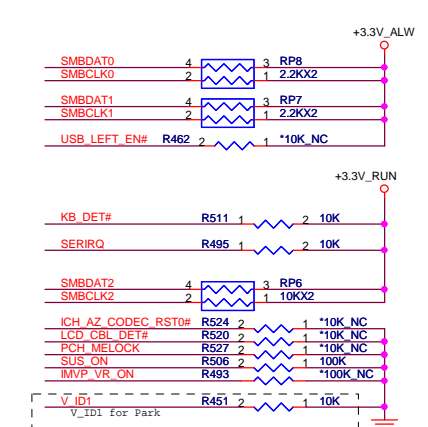 +3.3V_ALW
SMBDAT0 4 3 RP8
SMBCLK0 2 1 2.2KX2
SMBDAT1 4 3 RP7
SMBCLK1 2 1 2.2KX2
USB_LEFT_EN# R462 2 1 *10K_NC
+3.3V_RUN
KB_DET# R511 1 2 10K
SERIRQ R495 1 2 10K
SMBDAT2 4 3 RP6
SMBCLK2 2 1 10KX2
ICH_AZ_CODEC_RST0# R524 2 1 *10K_NC
LCD_CBL_DET# R520 2 1 *10K_NC
PCH_MELOCK R527 2 1 *10K_NC
SUS_ON R506 2 1 100K
IMVP_VR_ON R493 2 1 *100K_NC
V_ID1 R451 2 1 10K
V_ID1 for Park